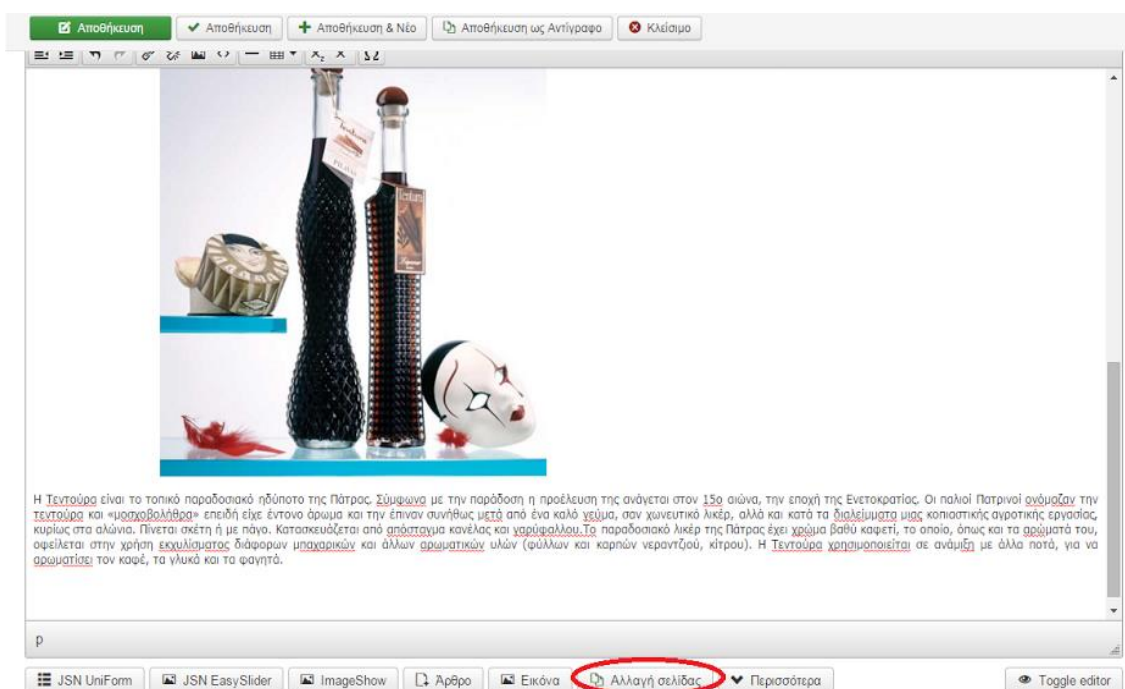 Αποθήκευση Αποθήκευση Αποθήκευση & Νέο Αποθήκευση ως Αντίγραφο Κλείσιμο
Tentura
Tentura
Η Τεντούρα είναι το τοπικό παραδοσιακό ηδύποτο της Πάτρας. Σύμφωνα με την παράδοση η προέλευση της ανάγεται στον 15ο αιώνα, την εποχή της Ενετοκρατίας. Οι παλιοί Πατρινοί ονόμαζαν την
τεντούρα και «μοσχοβολήθρα» επειδή είχε έντονο άρωμα και την έπιναν συνήθως μετά από ένα καλό γεύμα, σαν χωνευτικό λικέρ, αλλά και κατά τα διαλείμματα μιας κοπιαστικής αγροτικής εργασίας,
κυρίως στα αλώνια. Πίνεται σκέτη ή με πάγο. Κατασκευάζεται από απόσταγμα κανέλας και γαρύφαλλου.Το παραδοσιακό λικέρ της Πάτρας έχει χρώμα βαθύ καφετί, το οποίο, όπως και τα αρώματά του,
οφείλεται στην χρήση εκχυλίσματος διάφορων μπαχαρικών και άλλων αρωματικών υλών (φύλλων και καρπών νεραντζιού, κίτρου). Η Τεντούρα χρησιμοποιείται σε ανάμιξη με άλλα ποτά, για να
αρωματίσει τον καφέ, τα γλυκά και τα φαγητά.
p
JSN UniForm JSN EasySlider ImageShow Άρθρο Εικόνα Αλλαγή σελίδας Περισσότερα Toggle editor